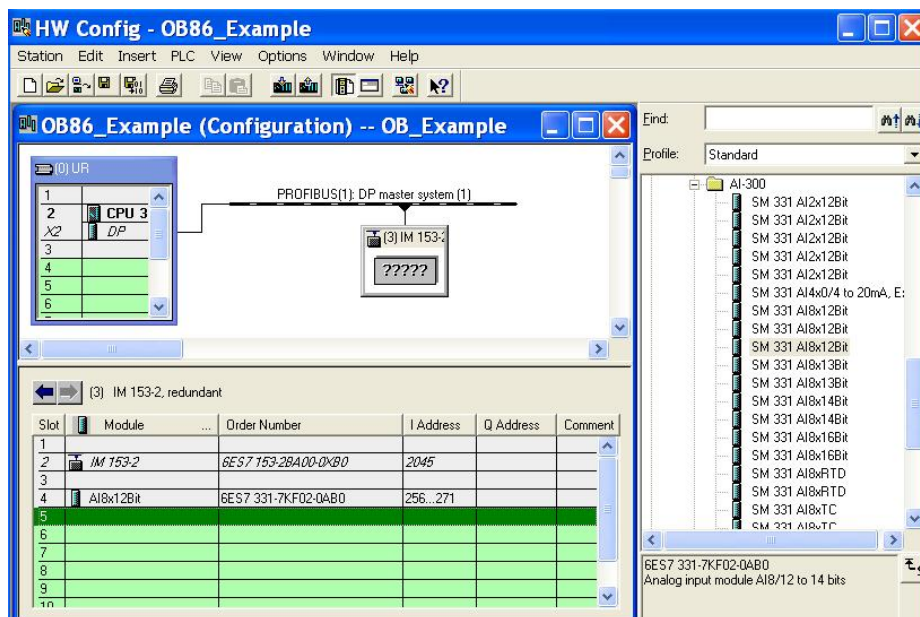 HW Config - OB86_Example
Station Edit Insert PLC View Options Window Help
OB86_Example (Configuration) -- OB_Example
(0) UR
1
2 CPU 3
X2 DP
3
4
5
6
PROFIBUS(1): DP master system (1)
(3) IM 153-2
?????
(3) IM 153-2, redundant
Slot Module ... Order Number I Address Q Address Comment
1
2 IM 153-2 6ES7 153-2BA00-0XB0 2045
3
4 AI8x12Bit 6ES7 331-7KF02-0AB0 256...271
5
6
7
8
9
10
Find:
Profile: Standard
AI-300
SM 331 AI2x12Bit
SM 331 AI2x12Bit
SM 331 AI2x12Bit
SM 331 AI2x12Bit
SM 331 AI2x12Bit
SM 331 AI4x0/4 to 20mA, E
SM 331 AI8x12Bit
SM 331 AI8x12Bit
SM 331 AI8x12Bit
SM 331 AI8x13Bit
SM 331 AI8x13Bit
SM 331 AI8x14Bit
SM 331 AI8x14Bit
SM 331 AI8x16Bit
SM 331 AI8x16Bit
SM 331 AI8xRTD
SM 331 AI8xRTD
SM 331 AI8xTC
SM 331 AI8xTC
6ES7 331-7KF02-0AB0
Analog input module AI8/12 to 14 bits